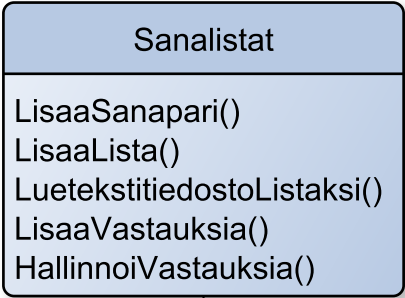 Sanalistat
LisaaSanapari()
LisaaLista()
LuetekstitiedostoListaksi()
LisaaVastauksia()
HallinnoiVastauksia()